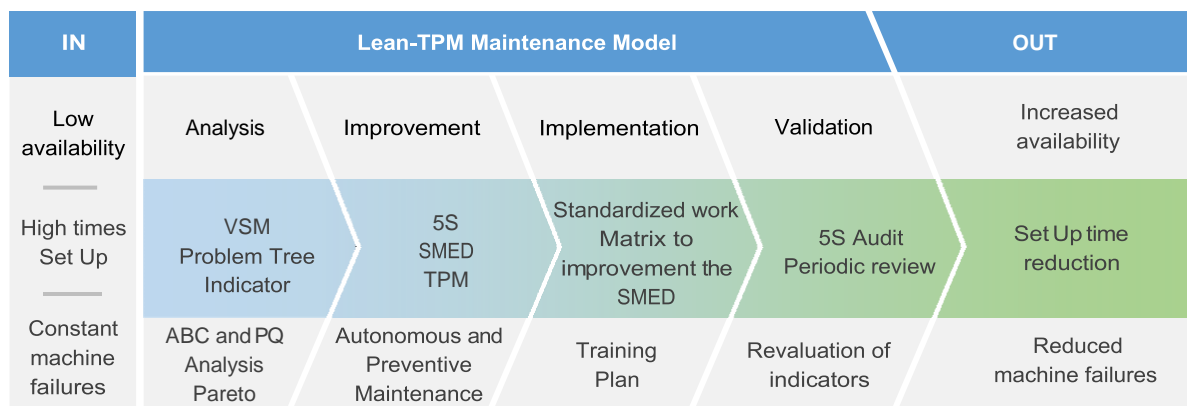 IN
Lean-TPM Maintenance Model
OUT
Low
availability
Analysis
Improvement
Implementation
Validation
Increased
availability
High times
Set Up
VSM
Problem Tree
Indicator
5S
SMED
TPM
Standardized work
Matrix to
improvement the
SMED
5S Audit
Periodic review
Set Up time
reduction
Constant
machine
failures
ABC and PQ
Analysis
Pareto
Autonomous and
Preventive
Maintenance
Training
Plan
Revaluation of
indicators
Reduced
machine failures